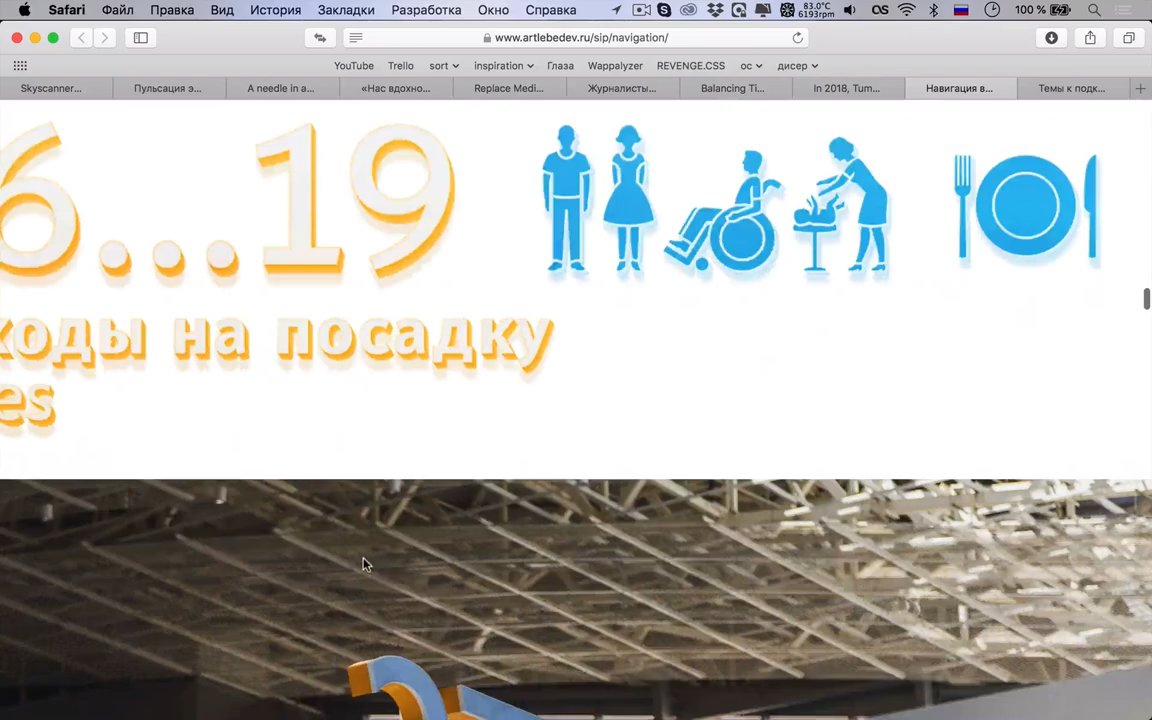 Safari Файл Правка Вид История Закладки Разработка Окно Справка 83.0°C 6193rpm 100 %
www.artlebedev.ru/sip/navigation/
YouTube Trello sort inspiration Глаза Wappalyzer REVENGE.CSS ос дисер
Skyscanner... Пульсация э... A needle in a... «Нас вдохно... Replace Medi... Журналисты... Balancing Ti... In 2018, Tum... Навигация в... Темы к подк...
6...19
ходы на посадку
es